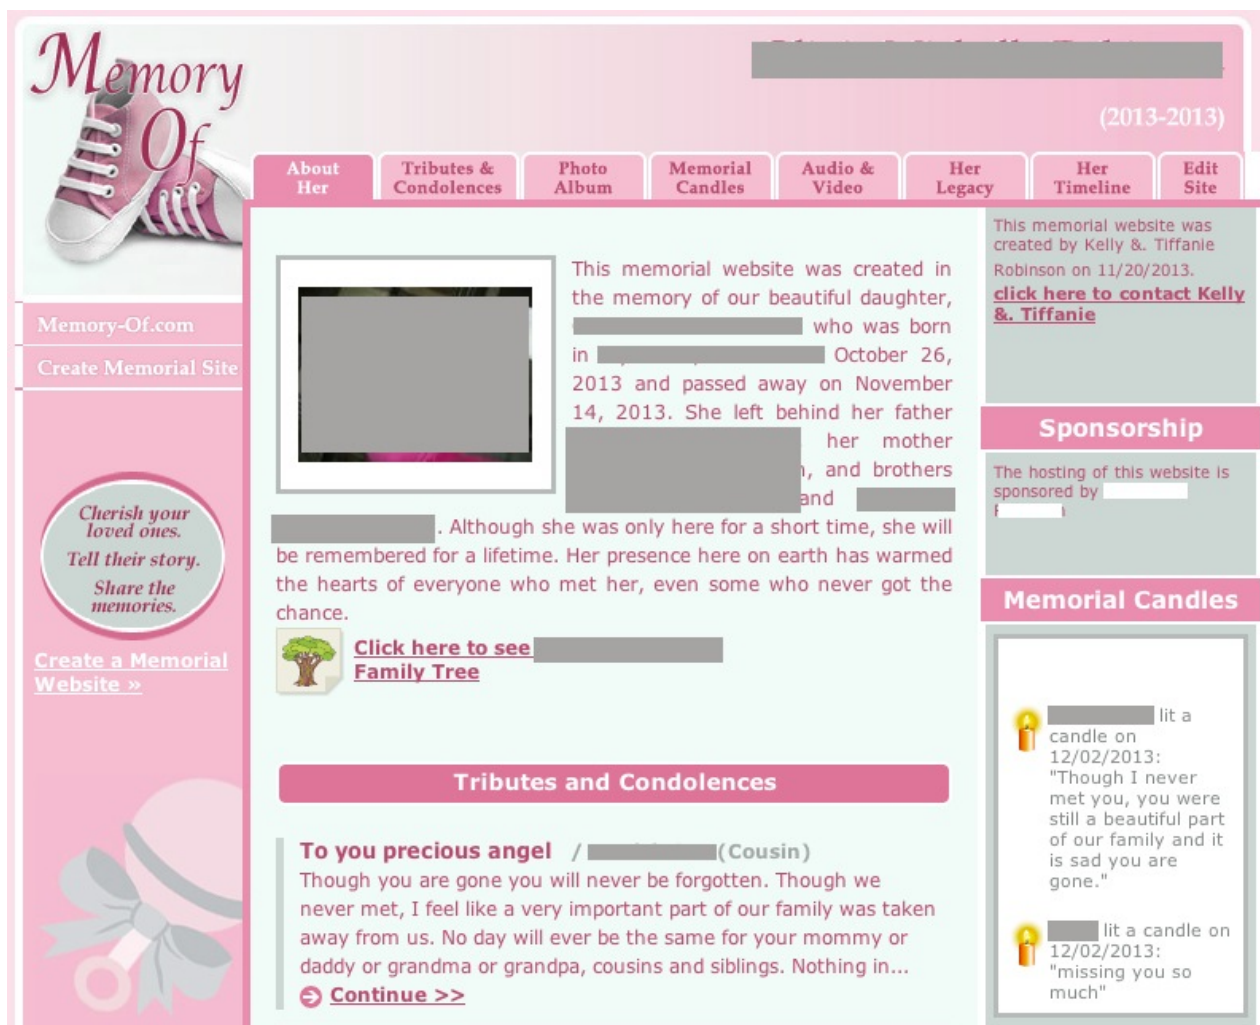 Memory
Of
(2013-2013)
About
Her
Tributes &
Condolences
Photo
Album
Memorial
Candles
Audio &
Video
Her
Legacy
Her
Timeline
Edit
Site
Memory-Of.com
Create Memorial Site
Cherish your
loved ones.
Tell their story.
Share the
memories.
Create a Memorial
Website »
This memorial website was created in
the memory of our beautiful daughter,
who was born
in October 26,
2013 and passed away on November
14, 2013. She left behind her father
her mother
, and brothers
and
. Although she was only here for a short time, she will
be remembered for a lifetime. Her presence here on earth has warmed
the hearts of everyone who met her, even some who never got the
chance.
Click here to see
Family Tree
Tributes and Condolences
To you precious angel / (Cousin)
Though you are gone you will never be forgotten. Though we
never met, I feel like a very important part of our family was taken
away from us. No day will ever be the same for your mommy or
daddy or grandma or grandpa, cousins and siblings. Nothing in...
Continue >>
This memorial website was
created by Kelly &. Tiffanie
Robinson on 11/20/2013.
click here to contact Kelly
&. Tiffanie
Sponsorship
The hosting of this website is
sponsored by
Memorial Candles
lit a
candle on
12/02/2013:
"Though I never
met you, you were
still a beautiful part
of our family and it
is sad you are
gone."
lit a candle on
12/02/2013:
"missing you so
much"